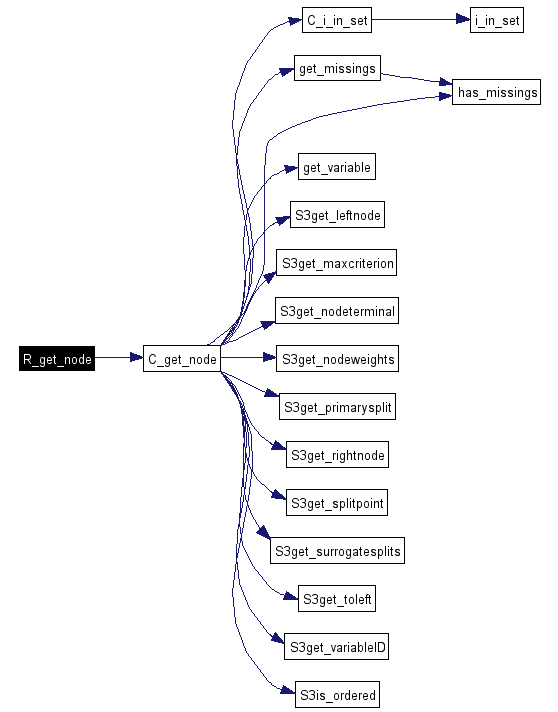 C_i_in_set
i_in_set
get_missings
has_missings
get_variable
S3get_leftnode
S3get_maxcriterion
S3get_nodeterminal
R_get_node
C_get_node
S3get_nodeweights
S3get_primarysplit
S3get_rightnode
S3get_splitpoint
S3get_surrogatesplits
S3get_toleft
S3get_variableID
S3is_ordered